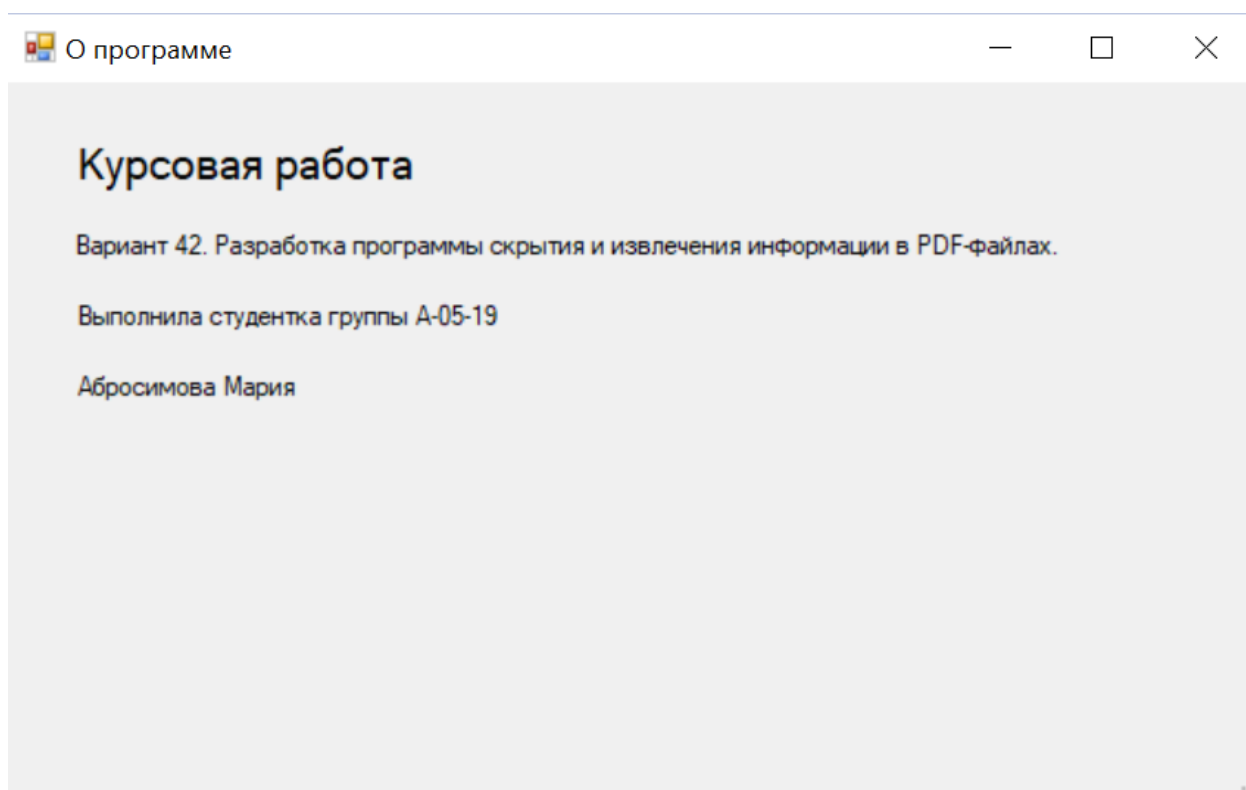 О программе
Курсовая работа
Вариант 42. Разработка программы скрытия и извлечения информации в PDF-файлах.
Выполнила студентка группы А-05-19
Абросимова Мария